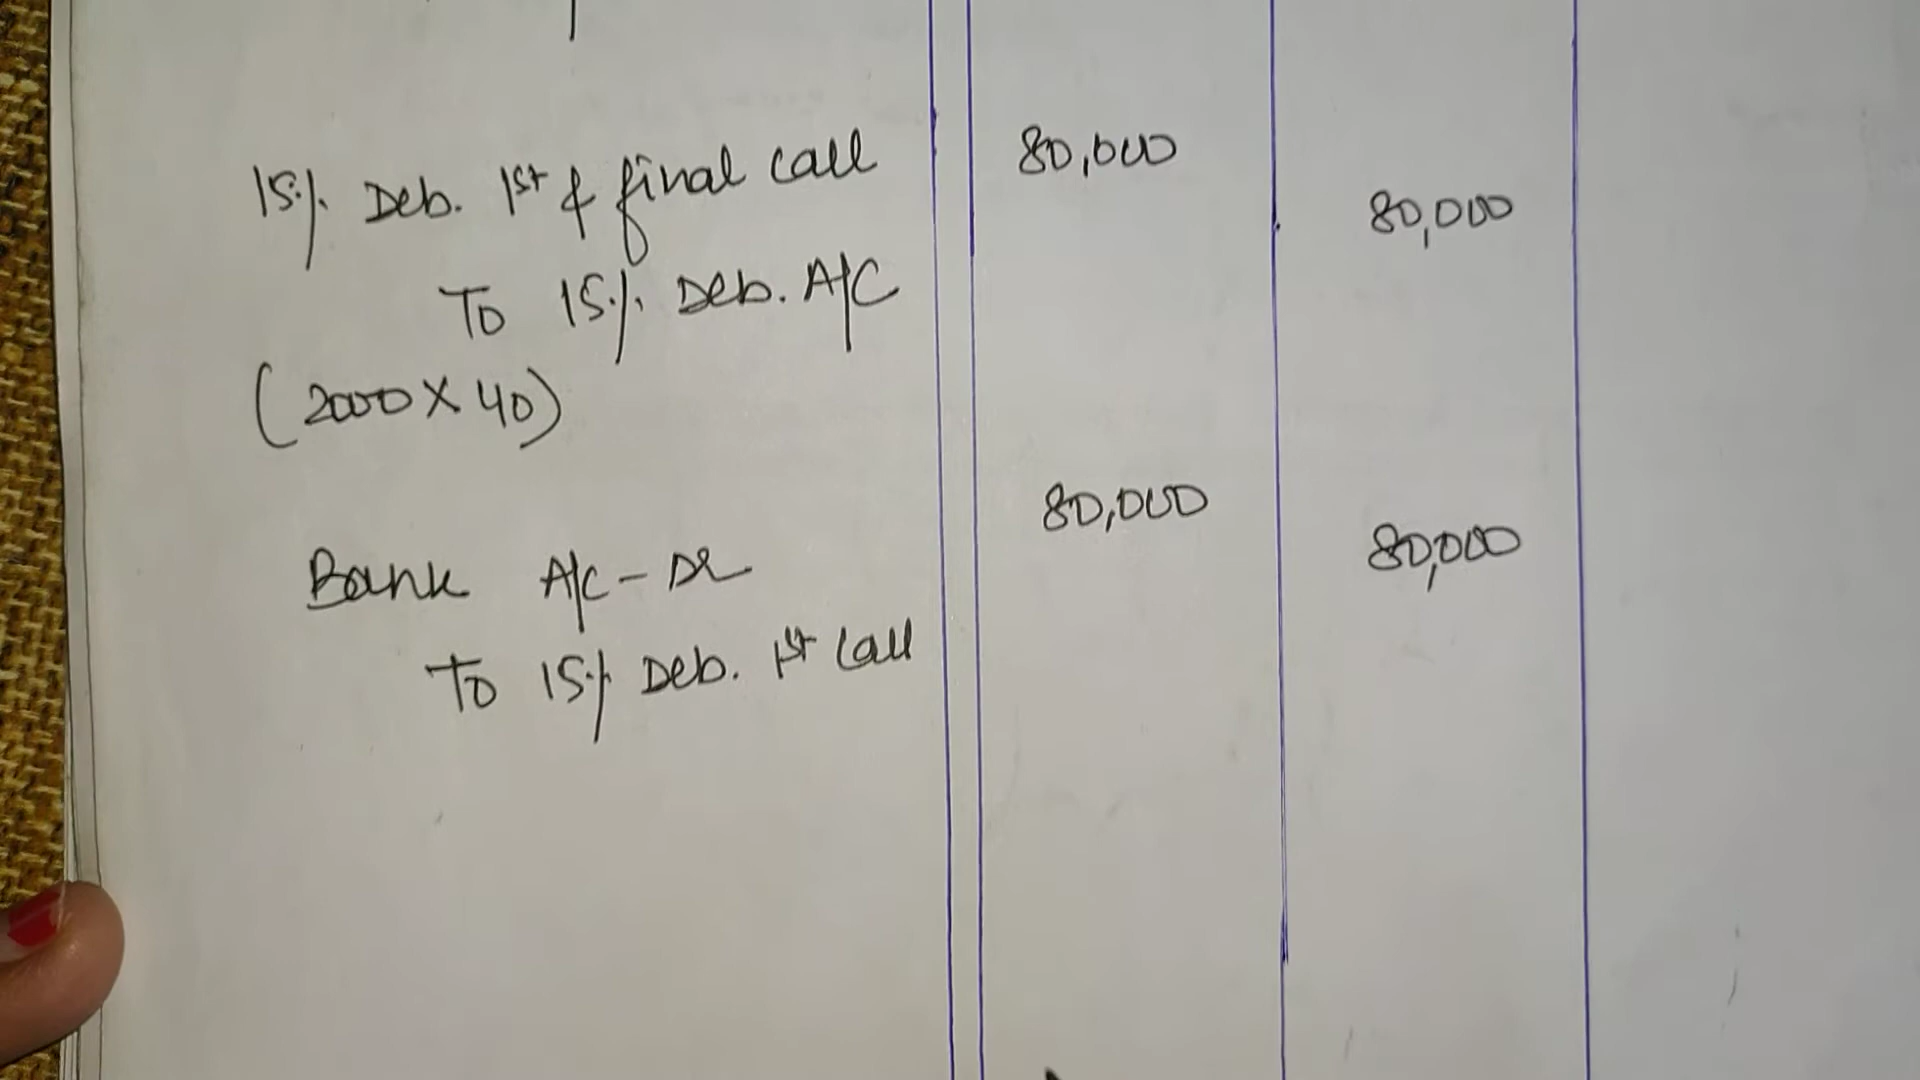 15% Deb. 1st & final call 80,000
80,000
To 15% Deb. A/C
(2000 X 40)
80,000
Bank A/C - Dr 80,000
To 15% Deb. 1st Call